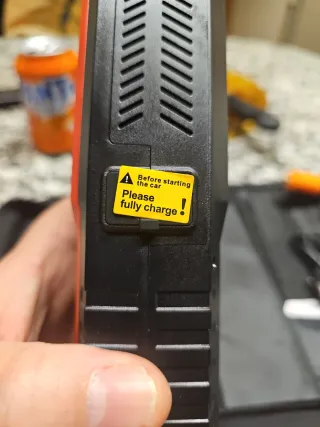 Before starting
the car
Please
fully charge !